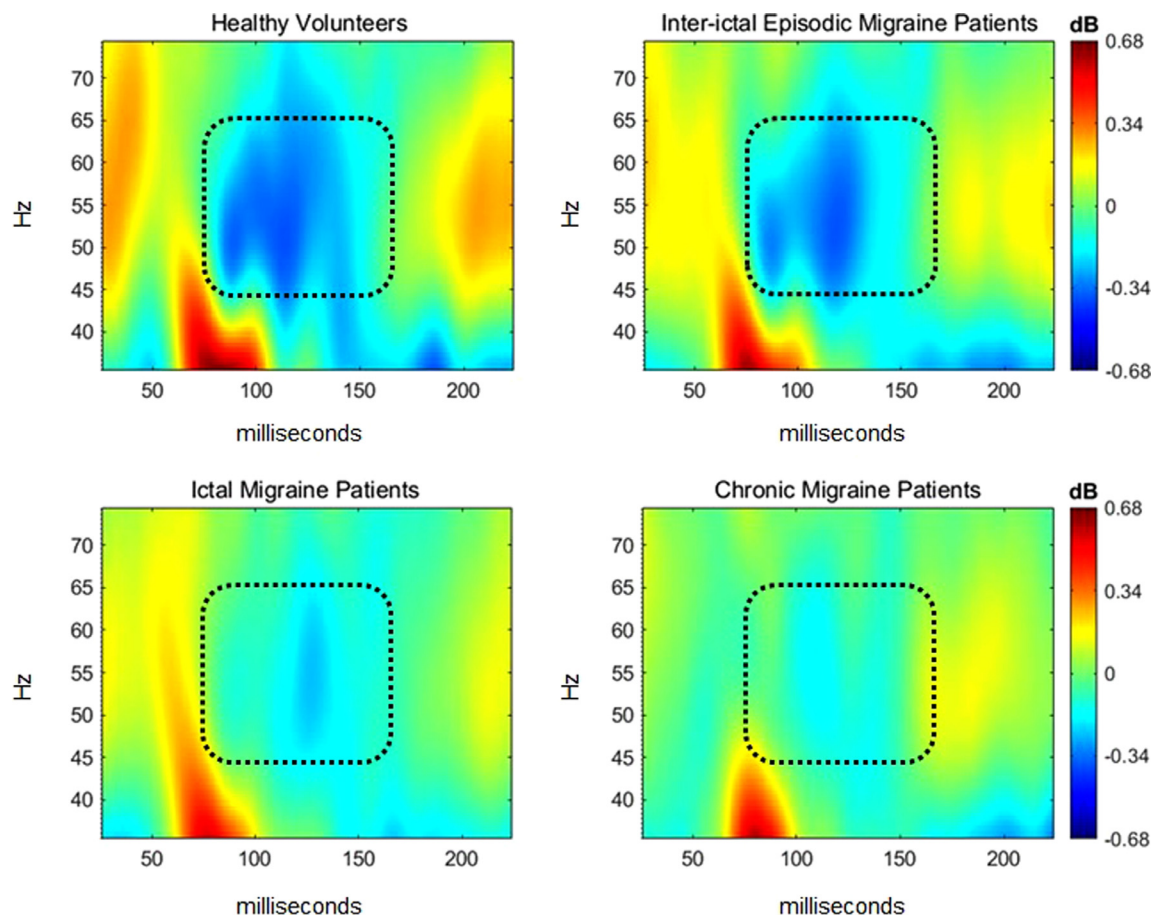 Healthy Volunteers
Hz
70
65
60
55
50
45
40
50 100 150 200
milliseconds
Inter-ictal Episodic Migraine Patients
Hz
70
65
60
55
50
45
40
50 100 150 200
milliseconds
dB
0.68
0.34
0
-0.34
-0.68
Ictal Migraine Patients
Hz
70
65
60
55
50
45
40
50 100 150 200
milliseconds
Chronic Migraine Patients
Hz
70
65
60
55
50
45
40
50 100 150 200
milliseconds
dB
0.68
0.34
0
-0.34
-0.68